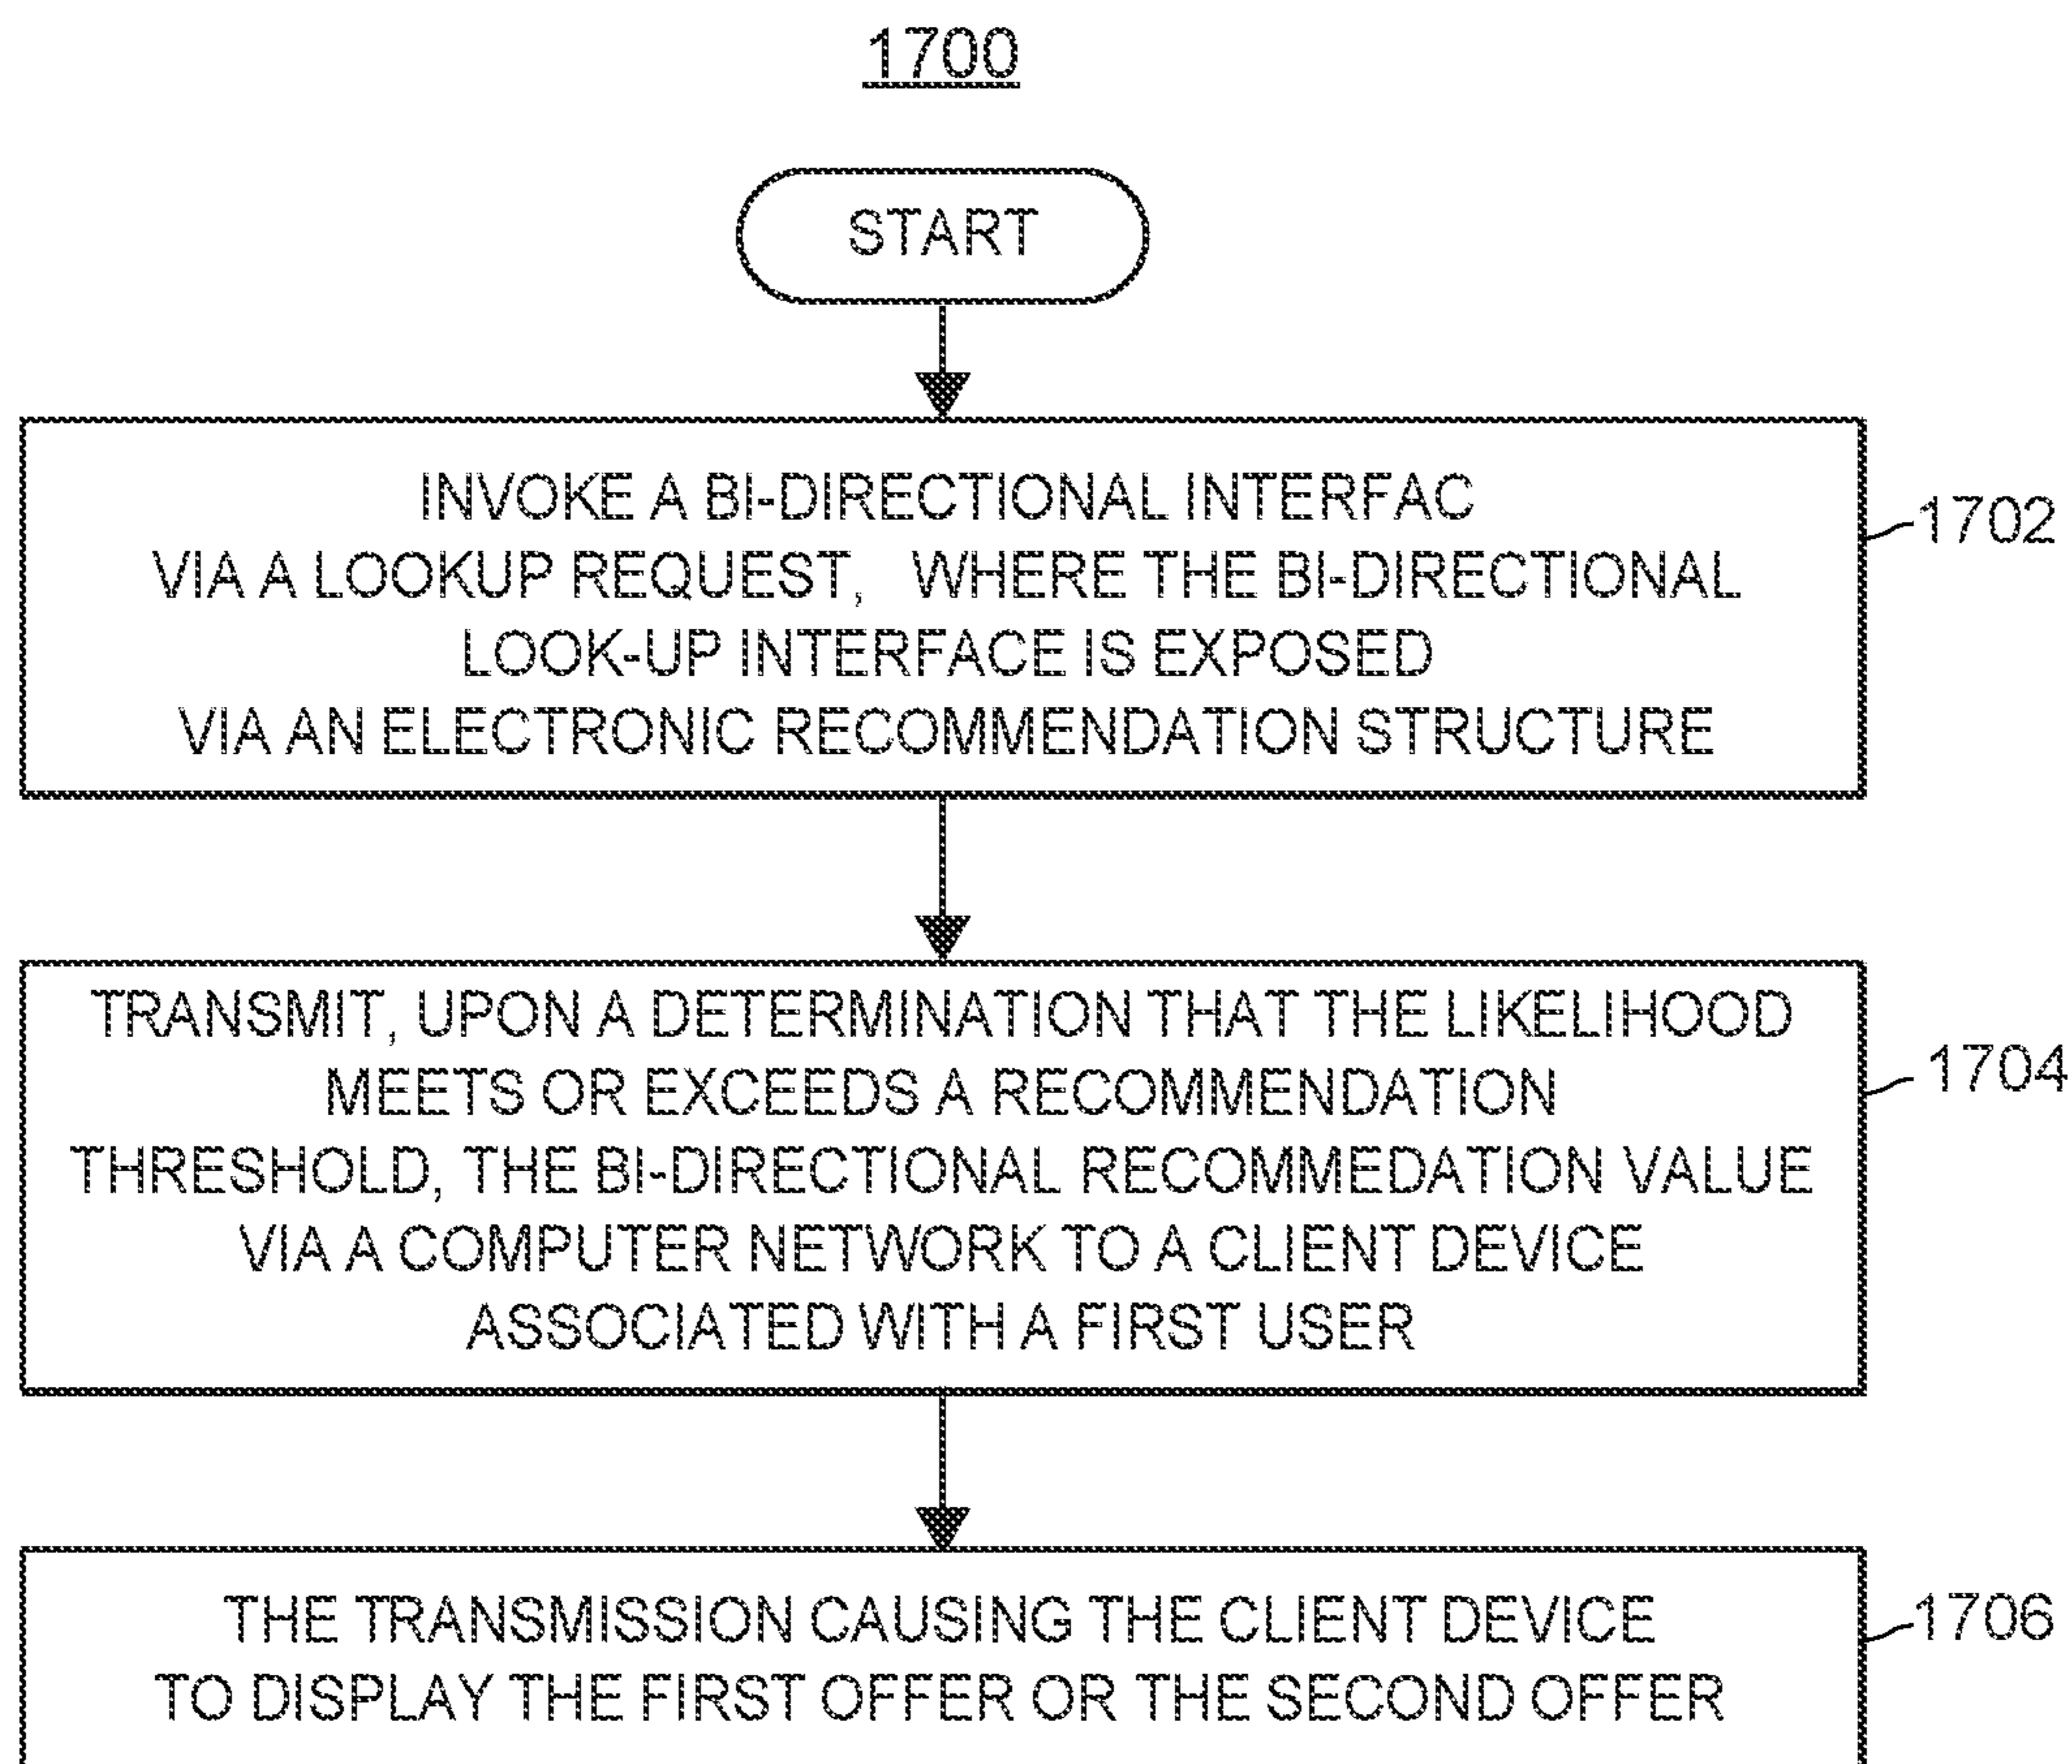 1700
START
INVOKE A BI-DIRECTIONAL INTERFAC
VIA A LOOKUP REQUEST, WHERE THE BI-DIRECTIONAL
LOOK-UP INTERFACE IS EXPOSED
VIA AN ELECTRONIC RECOMMENDATION STRUCTURE
1702
TRANSMIT, UPON A DETERMINATION THAT THE LIKELIHOOD
MEETS OR EXCEEDS A RECOMMENDATION
THRESHOLD, THE BI-DIRECTIONAL RECOMMEDATION VALUE
VIA A COMPUTER NETWORK TO A CLIENT DEVICE
ASSOCIATED WITH A FIRST USER
1704
THE TRANSMISSION CAUSING THE CLIENT DEVICE
TO DISPLAY THE FIRST OFFER OR THE SECOND OFFER
1706